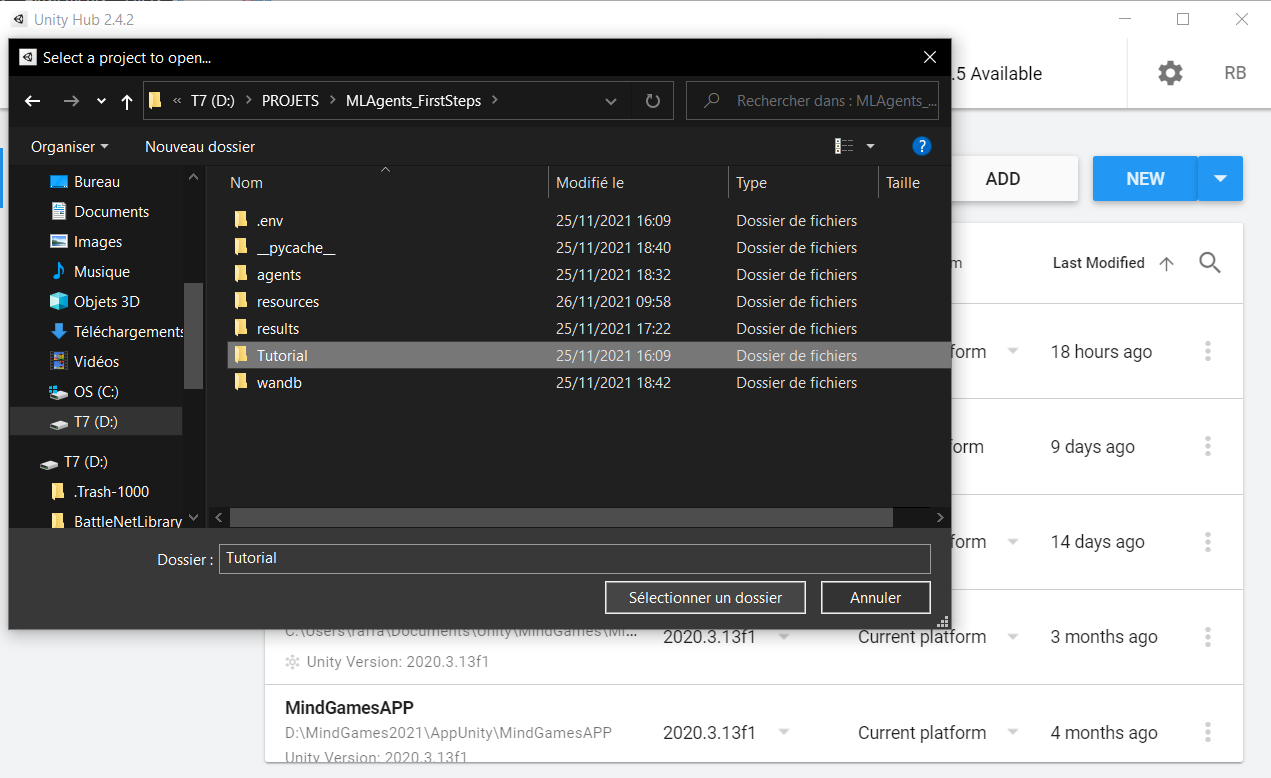 Unity Hub 2.4.2
Select a project to open...
.5 Available
RB
« T7 (D:) > PROJETS > MLAgents_FirstSteps >
Rechercher dans : MLAgents_...
Organiser
Nouveau dossier
?
ADD
NEW
Bureau
Documents
Images
Musique
Objets 3D
Téléchargements
Vidéos
OS (C:)
T7 (D:)
T7 (D:)
.Trash-1000
BattleNetLibrary
Nom Modifié le Type Taille
.env 25/11/2021 16:09 Dossier de fichiers
__pycache__ 25/11/2021 18:40 Dossier de fichiers
agents 25/11/2021 18:32 Dossier de fichiers
resources 26/11/2021 09:58 Dossier de fichiers
results 25/11/2021 17:22 Dossier de fichiers
Tutorial 25/11/2021 16:09 Dossier de fichiers
wandb 25/11/2021 18:42 Dossier de fichiers
Dossier : Tutorial
Sélectionner un dossier
Annuler
m Last Modified
form 18 hours ago
form 9 days ago
form 14 days ago
C:\Users\raffa\Documents\Unity\MindGames\Mi... 2020.3.13f1 Current platform 3 months ago
Unity Version: 2020.3.13f1
MindGamesAPP
D:\MindGames2021\AppUnity\MindGamesAPP 2020.3.13f1 Current platform 4 months ago
Unity Version: 2020.3.13f1